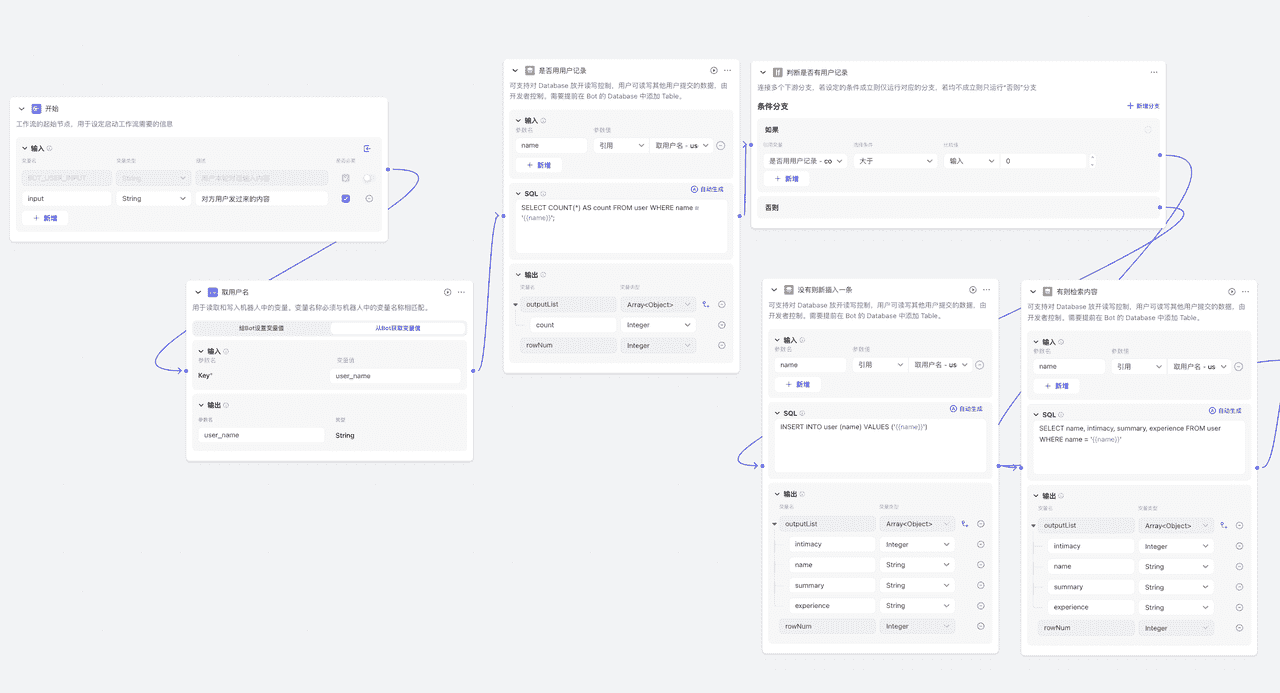 开始
工作流的起始节点，用于设定启动工作流需要的信息
输入
变量名 变量类型 描述 是否必要
BOT_USER_INPUT String 用户本轮对话输入内容
input String 对方用户发过来的内容
新增
取用户名
用于读取和写入机器人中的变量。变量名称必须与机器人中的变量名称相匹配。
给Bot设置变量值 从Bot获取变量值
输入
参数名 变量值
Key* user_name
输出
参数名 类型
user_name String
是否用用户记录
可支持对 Database 放开读写控制，用户可读写其他用户提交的数据，由
开发者控制。需要提前在 Bot 的 Database 中添加 Table。
输入
参数名 参数值
name 引用 取用户名 - us
新增
SQL 自动生成
SELECT COUNT(*) AS count FROM user WHERE name =
'{{name}}';
输出
变量名 变量类型
outputList Array<Object>
count Integer
rowNum Integer
判断是否有用户记录
连接多个下游分支，若设定的条件成立则仅运行对应的分支，若均不成立则只运行“否则”分支
条件分支 新增分支
如果
引用变量 选择条件 比较值
是否用用户记录 - co 大于 输入 0
新增
否则
没有则新插入一条
可支持对 Database 放开读写控制，用户可读写其他用户提交的数据，由
开发者控制。需要提前在 Bot 的 Database 中添加 Table。
输入
参数名 参数值
name 引用 取用户名 - us
新增
SQL 自动生成
INSERT INTO user (name) VALUES ('{{name}}')
输出
变量名 变量类型
outputList Array<Object>
intimacy Integer
name String
summary String
experience String
rowNum Integer
有则检索内容
可支持对 Database 放开读写控制，用户可读写其他用户提交的数据，由
开发者控制。需要提前在 Bot 的 Database 中添加 Table。
输入
参数名 参数值
name 引用 取用户名 - us
新增
SQL 自动生成
SELECT name, intimacy, summary, experience FROM user
WHERE name = '{{name}}'
输出
变量名 变量类型
outputList Array<Object>
intimacy Integer
name String
summary String
experience String
rowNum Integer